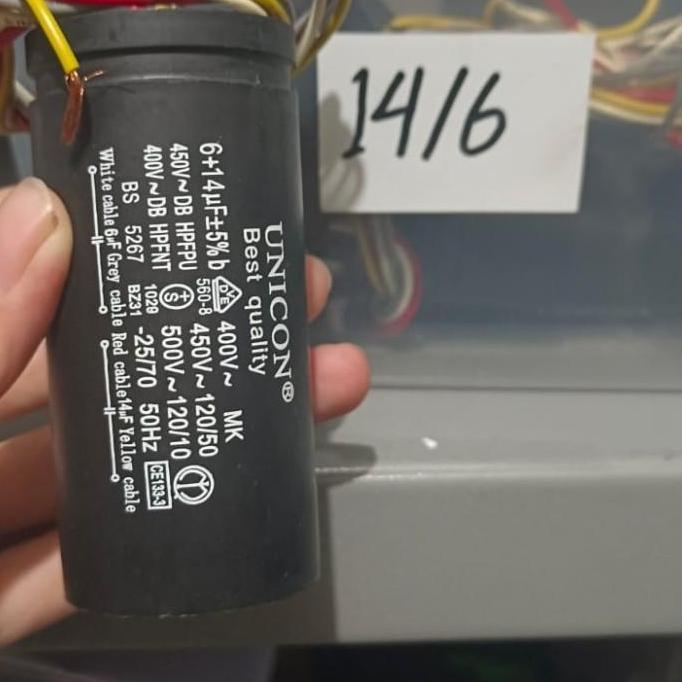 14/6
UNICON®
Best quality
6+14µF±5% b 400V~ MK
450V~DB HPFPU 560-8 450V~120/50
400V~DB HPFNT 500V~120/10
BS 5267 1029 BZ31 -25/70 50Hz CE133-3
White cable 6µF Grey cable Red cable 14µF Yellow cable